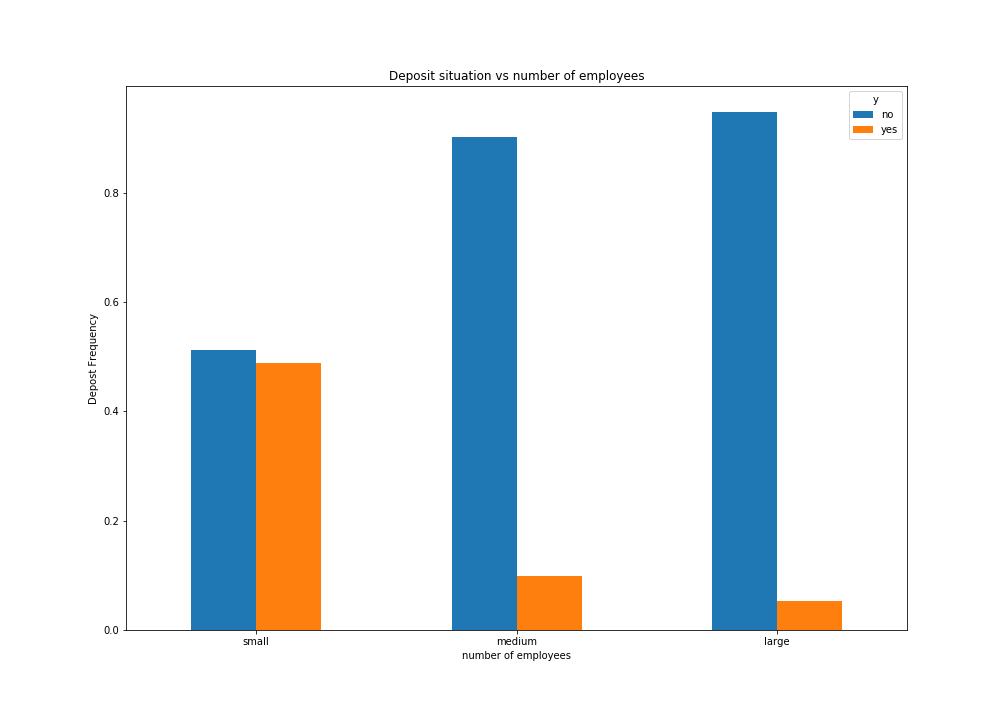 Deposit situation vs number of employees
y
no
yes
Depost Frequency
0.8
0.6
0.4
0.2
0.0
small
medium
large
number of employees